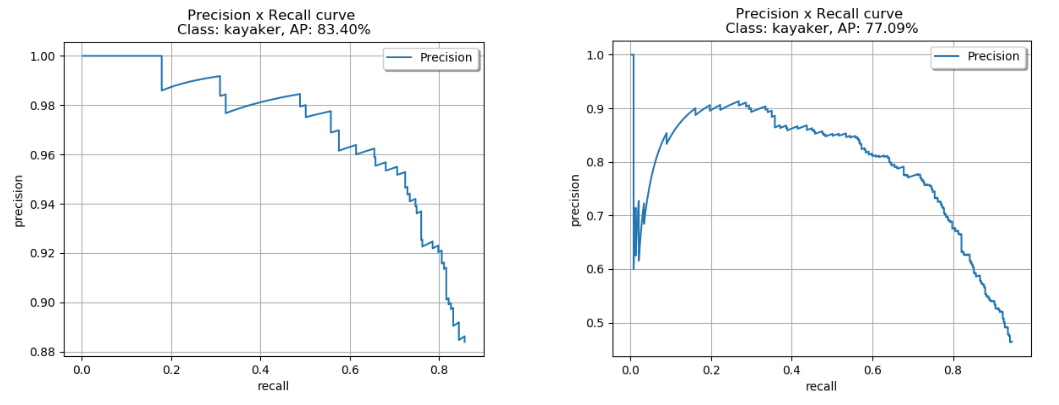 Precision x Recall curve
Class: kayaker, AP: 83.40%
Precision
1.00
0.98
0.96
0.94
0.92
0.90
0.88
precision
0.0 0.2 0.4 0.6 0.8
recall
Precision x Recall curve
Class: kayaker, AP: 77.09%
Precision
1.0
0.9
0.8
0.7
0.6
0.5
precision
0.0 0.2 0.4 0.6 0.8
recall